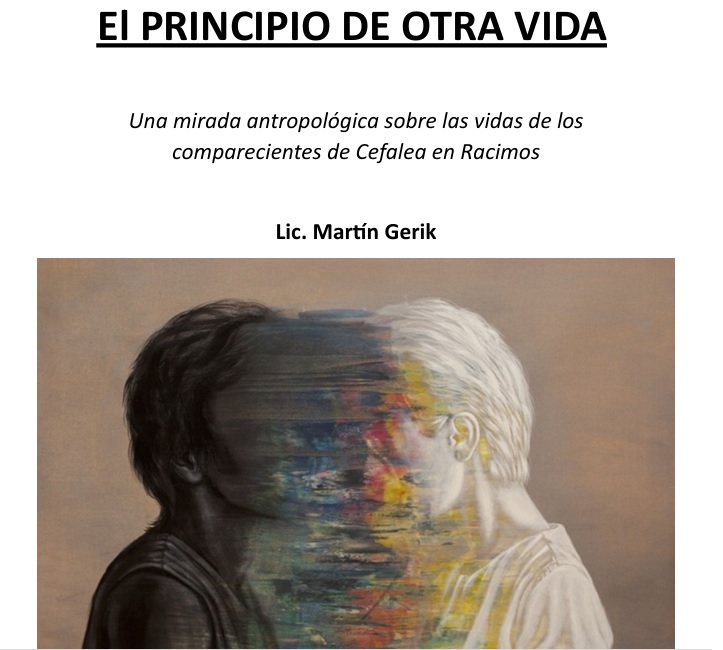 El PRINCIPIO DE OTRA VIDA
Una mirada antropológica sobre las vidas de los
comparecientes de Cefalea en Racimos
Lic. Martín Gerik